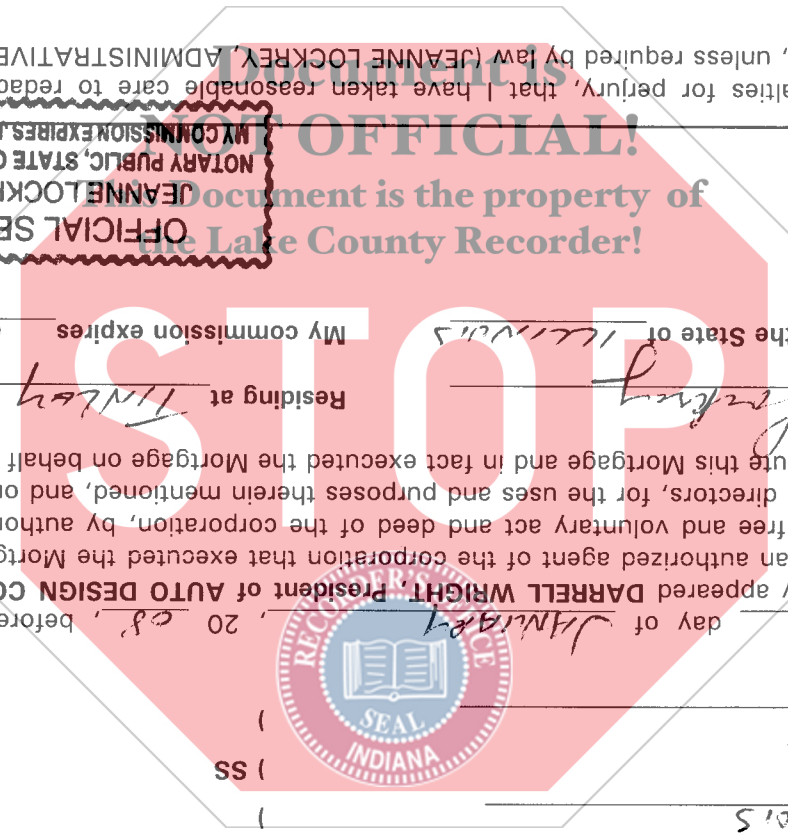 )
) SS
)
day of JANUARY, 20 08, before
y appeared DARRELL WRIGHT President of AUTO DESIGN CO
an authorized agent of the corporation that executed the Mortg
free and voluntary act and deed of the corporation, by author
directors, for the uses and purposes therein mentioned, and on
ute this Mortgage and in fact executed the Mortgage on behalf
Residing at TINLEY
the State of ILLINOIS My commission expires
OFFICIAL SE
JEANNE LOCKR
NOTARY PUBLIC, STATE O
MY COMMISSION EXPIRES
alties for perjury, that I have taken reasonable care to redac
, unless required by law (JEANNE LOCKREY, ADMINISTRATIVE
Document is
NOT OFFICIAL!
This Document is the property of
the Lake County Recorder!
STOP
RECORDER'S OFFICE
SEAL
INDIANA